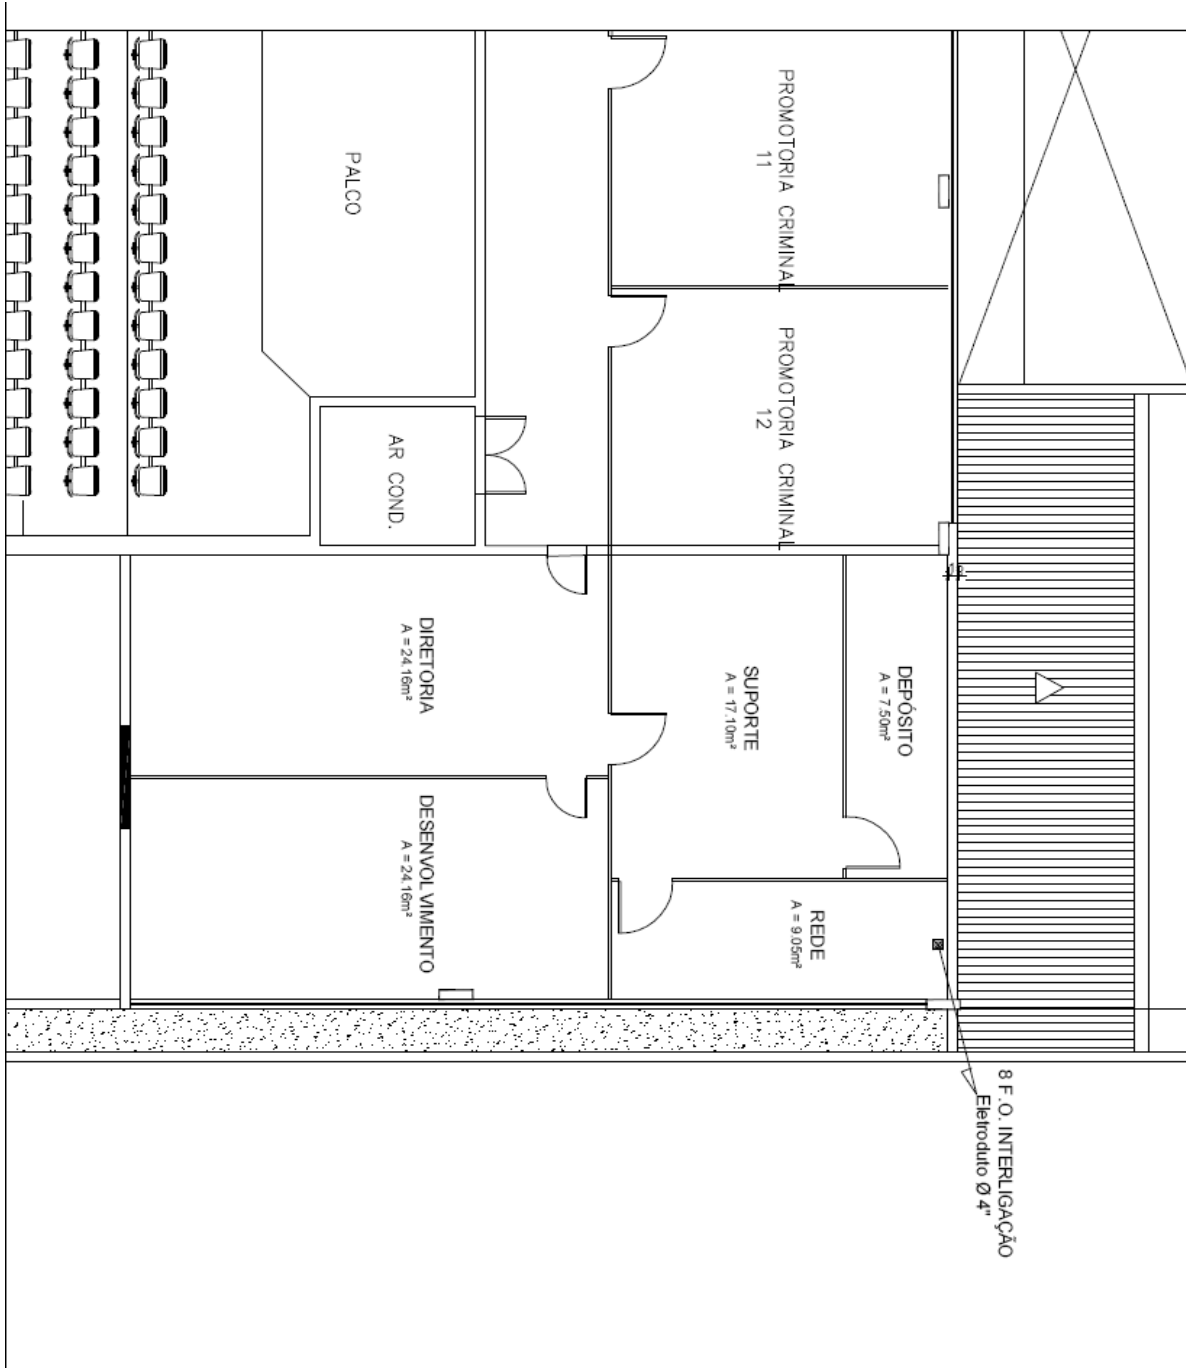 PROMOTORIA CRIMINAL
11
PALCO
PROMOTORIA CRIMINAL
12
AR COND.
DIRETORIA
A = 24.16m²
SUPORTE
A = 17.10m²
DEPÓSITO
A = 7.50m²
DESENVOLVIMENTO
A = 24.16m²
REDE
A = 9.05m²
8 F.O. INTERLIGAÇÃO
Eletroduto Ø 4"